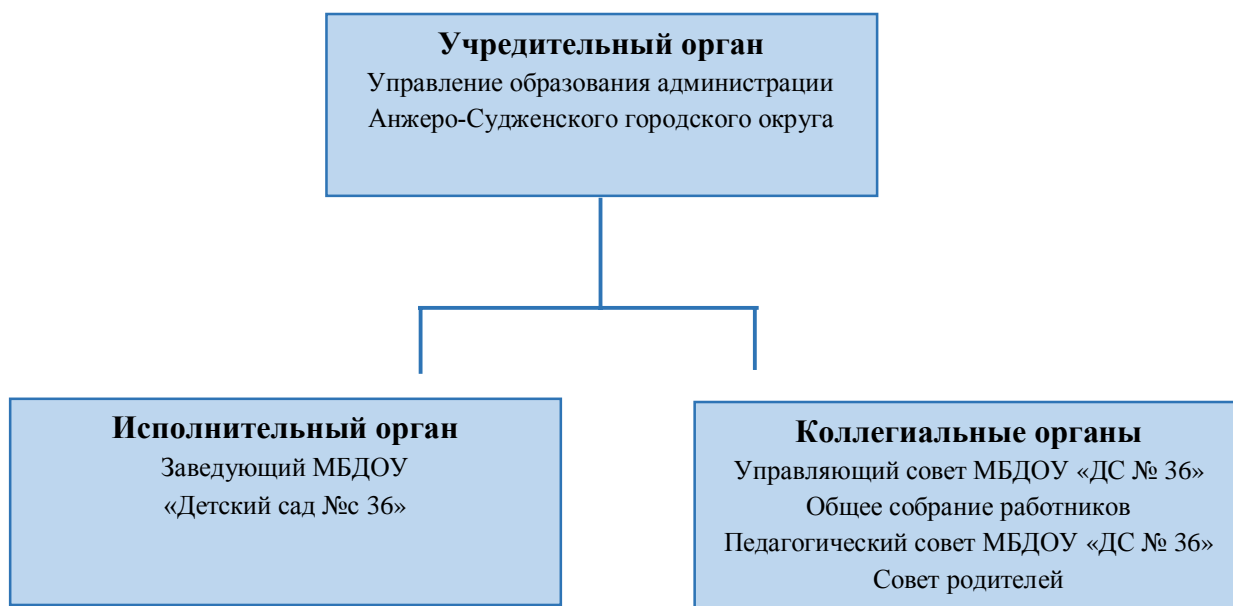 Учредительный орган
Управление образования администрации
Анжеро-Судженского городского округа
Исполнительный орган
Заведующий МБДОУ
«Детский сад №с 36»
Коллегиальные органы
Управляющий совет МБДОУ «ДС № 36»
Общее собрание работников
Педагогический совет МБДОУ «ДС № 36»
Совет родителей